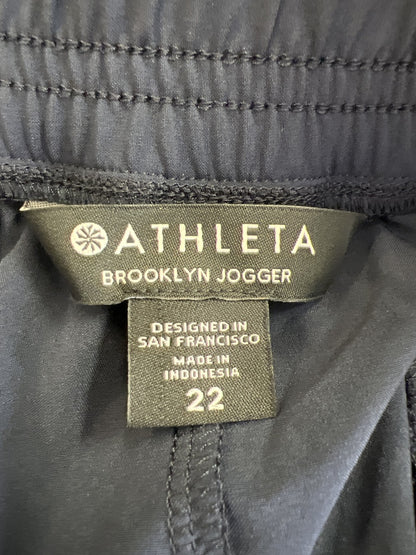 ATHLETA
BROOKLYN JOGGER
DESIGNED IN
SAN FRANCISCO
MADE IN
INDONESIA
22